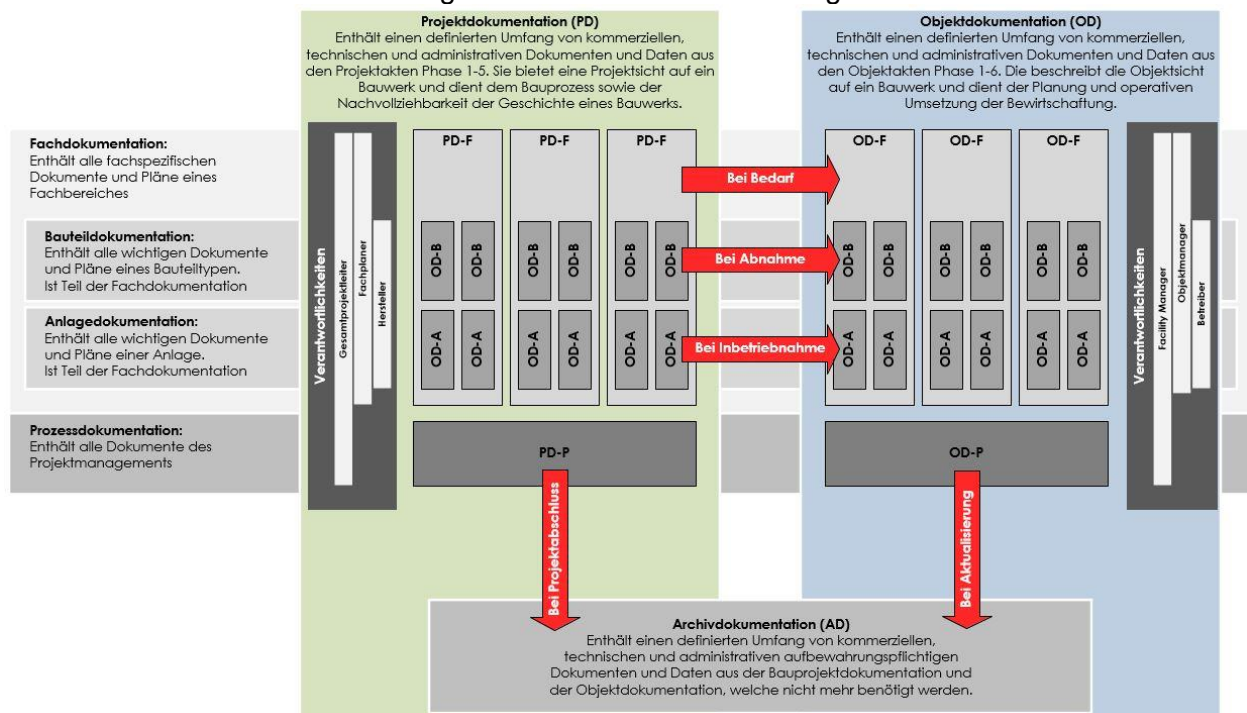 Projektdokumentation (PD)
Enthält einen definierten Umfang von kommerziellen,
technischen und administrativen Dokumenten und Daten aus
den Projektakten Phase 1-5. Sie bietet eine Projektsicht auf ein
Bauwerk und dient dem Bauprozess sowie der
Nachvollziehbarkeit der Geschichte eines Bauwerks.
Objektdokumentation (OD)
Enthält einen definierten Umfang von kommerziellen,
technischen und administrativen Dokumenten und Daten aus
den Objektakten Phase 1-6. Die beschreibt die Objektsicht
auf ein Bauwerk und dient der Planung und operativen
Umsetzung der Bewirtschaftung.
Fachdokumentation:
Enthält alle fachspezifischen
Dokumente und Pläne eines
Fachbereiches
Bauteildokumentation:
Enthält alle wichtigen Dokumente
und Pläne eines Bauteiltypen.
Ist Teil der Fachdokumentation
Anlagedokumentation:
Enthält alle wichtigen Dokumente
und Pläne einer Anlage.
Ist Teil der Fachdokumentation
Prozessdokumentation:
Enthält alle Dokumente des
Projektmanagements
Verantwortlichkeiten
Gesamtprojektleiter
Fachplaner
Hersteller
PD-F
PD-F
PD-F
OD-B
OD-B
OD-B
OD-B
OD-B
OD-B
OD-A
OD-A
OD-A
OD-A
OD-A
OD-A
PD-P
Bei Bedarf
Bei Abnahme
Bei Inbetriebnahme
OD-F
OD-F
OD-F
OD-B
OD-B
OD-B
OD-B
OD-B
OD-B
OD-A
OD-A
OD-A
OD-A
OD-A
OD-A
OD-P
Verantwortlichkeiten
Facility Manager
Objektmanager
Betreiber
Bei Projektabschluss
Bei Aktualisierung
Archivdokumentation (AD)
Enthält einen definierten Umfang von kommerziellen,
technischen und administrativen aufbewahrungspflichtigen
Dokumenten und Daten aus der Bauprojektdokumentation und
der Objektdokumentation, welche nicht mehr benötigt werden.